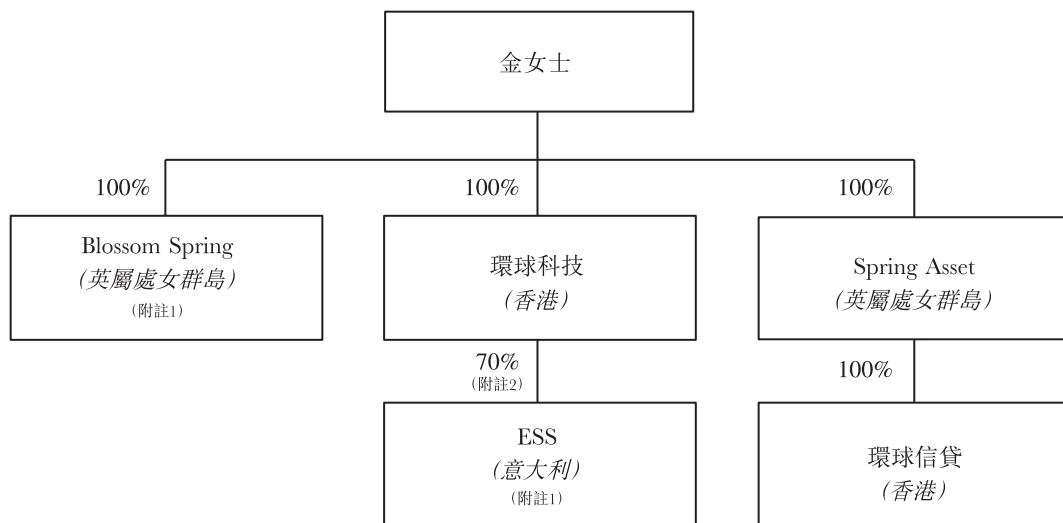 金女士
100%
100%
100%
Blossom Spring
(英屬處女群島)
(附註1)
環球科技
(香港)
Spring Asset
(英屬處女群島)
70%
(附註2)
100%
ESS
(意大利)
(附註1)
環球信貸
(香港)